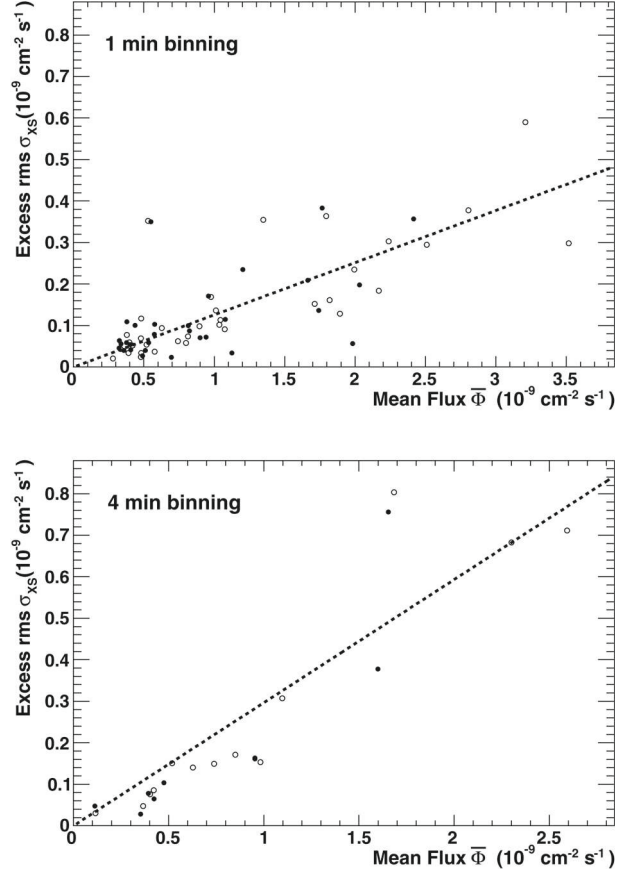 Excess rms σXS(10-9 cm-2 s-1)
1 min binning
0.8
0.7
0.6
0.5
0.4
0.3
0.2
0.1
0
0 0.5 1 1.5 2 2.5 3 3.5
Mean Flux Φ̅ (10-9 cm-2 s-1)
Excess rms σXS(10-9 cm-2 s-1)
4 min binning
0.8
0.7
0.6
0.5
0.4
0.3
0.2
0.1
0
0 0.5 1 1.5 2 2.5
Mean Flux Φ̅ (10-9 cm-2 s-1)